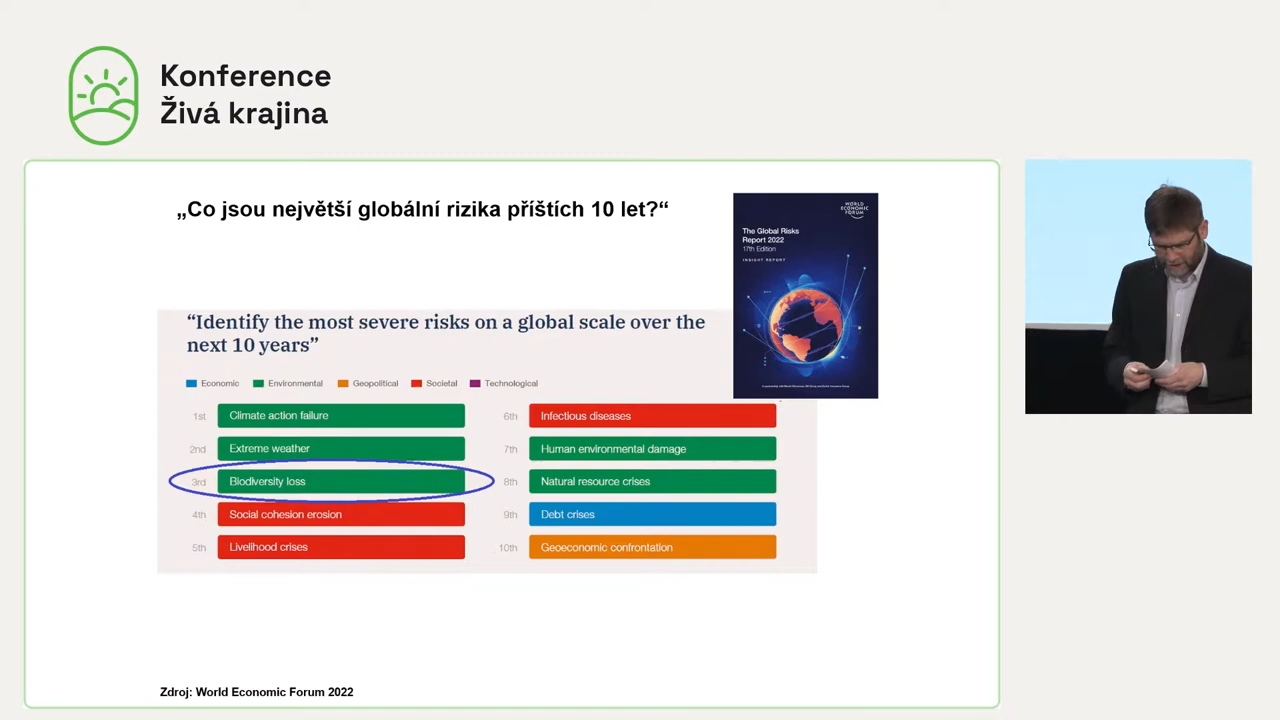 Konference
Živá krajina
„Co jsou největší globální rizika příštích 10 let?“
WORLD
ECONOMIC
FORUM
The Global Risks
Report 2022
17th Edition
INSIGHT REPORT
“Identify the most severe risks on a global scale over the
next 10 years”
Economic Environmental Geopolitical Societal Technological
1st Climate action failure
2nd Extreme weather
3rd Biodiversity loss
4th Social cohesion erosion
5th Livelihood crises
6th Infectious diseases
7th Human environmental damage
8th Natural resource crises
9th Debt crises
10th Geoeconomic confrontation
Zdroj: World Economic Forum 2022